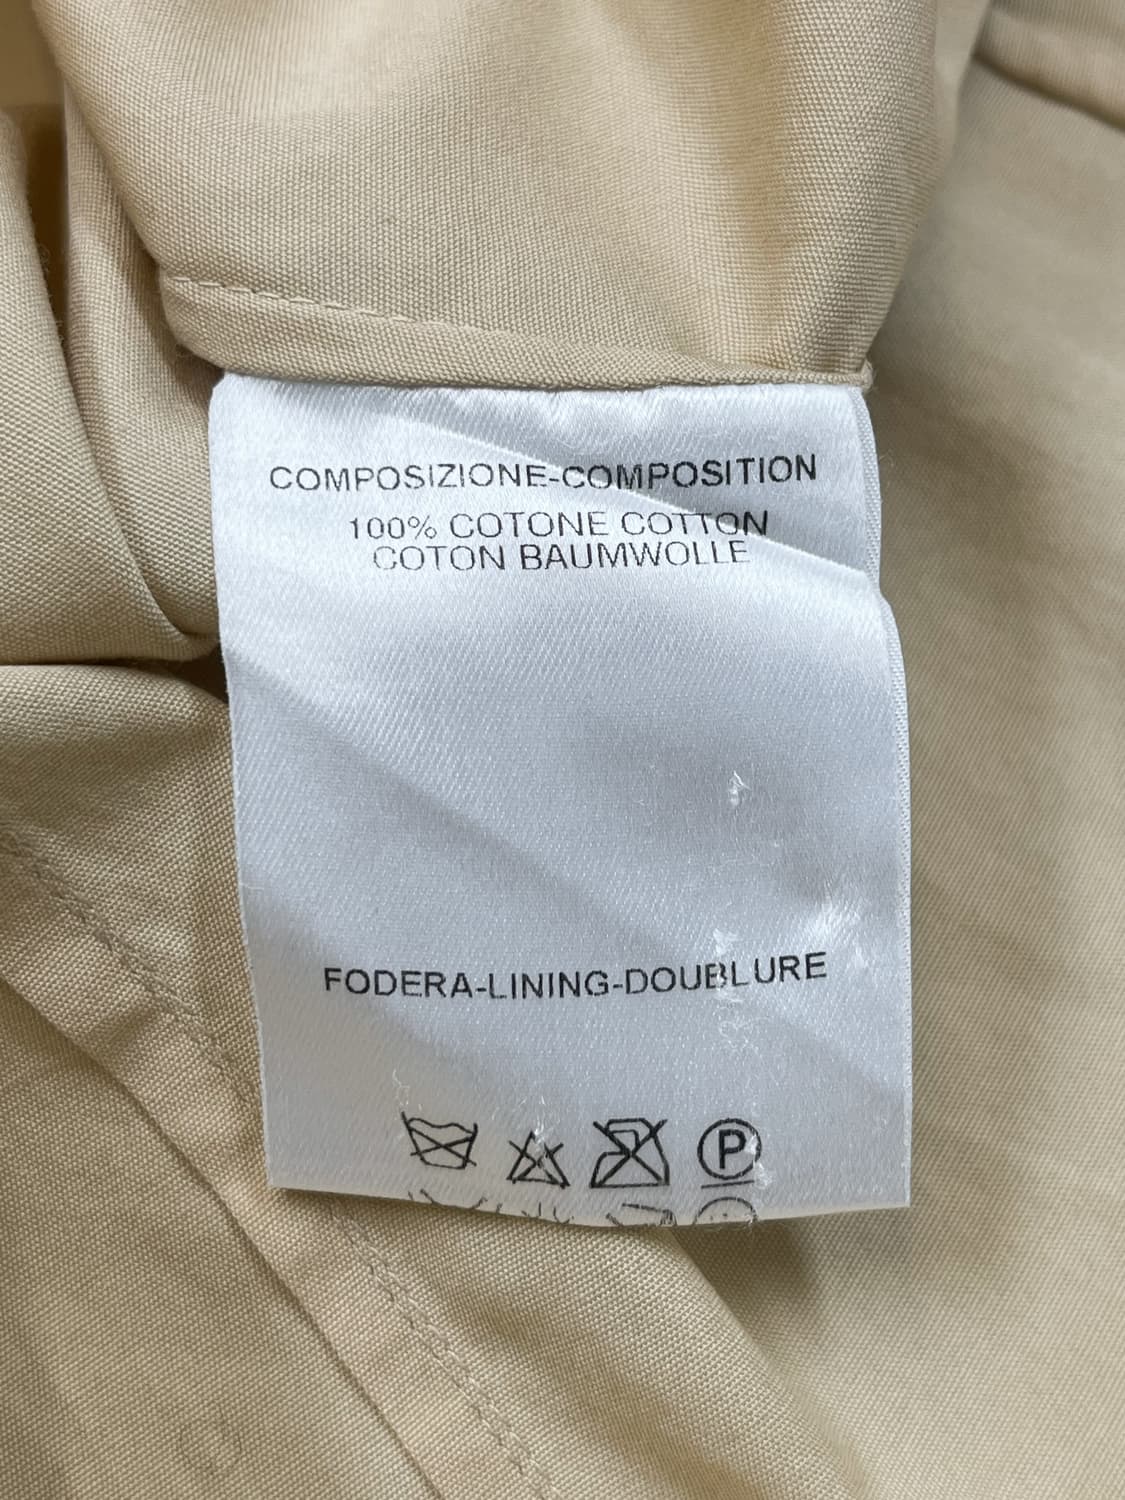 COMPOSIZIONE-COMPOSITION
100% COTONE COTTON
COTON BAUMWOLLE
FODERA-LINING-DOUBLURE
P